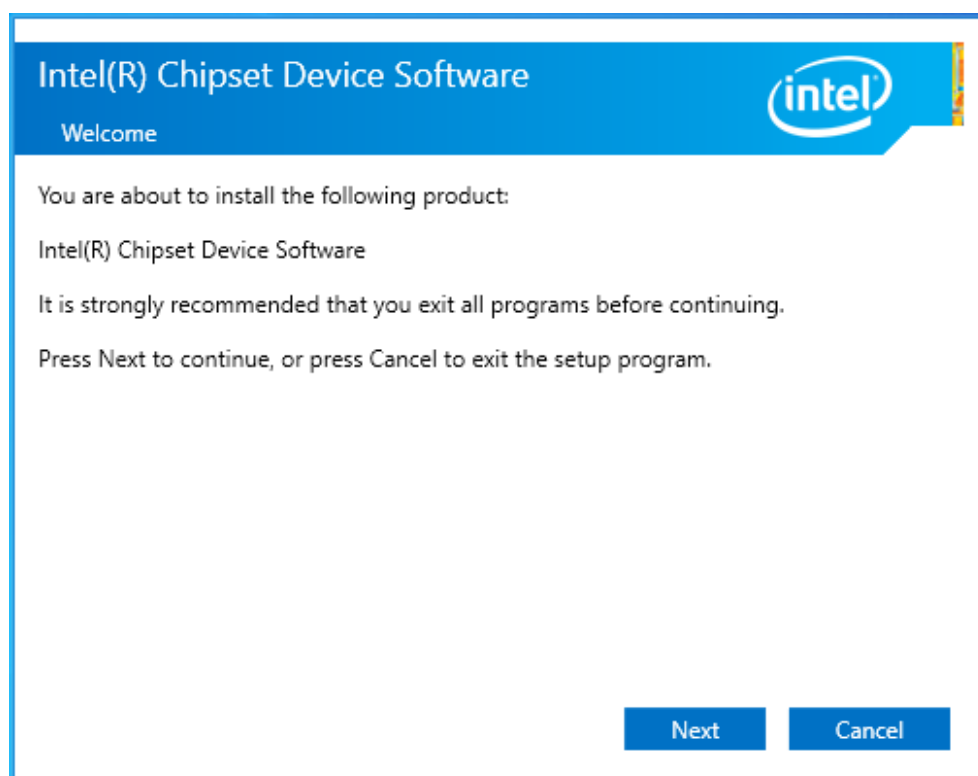 Intel(R) Chipset Device Software
intel
Welcome
You are about to install the following product:
Intel(R) Chipset Device Software
It is strongly recommended that you exit all programs before continuing.
Press Next to continue, or press Cancel to exit the setup program.
Next
Cancel